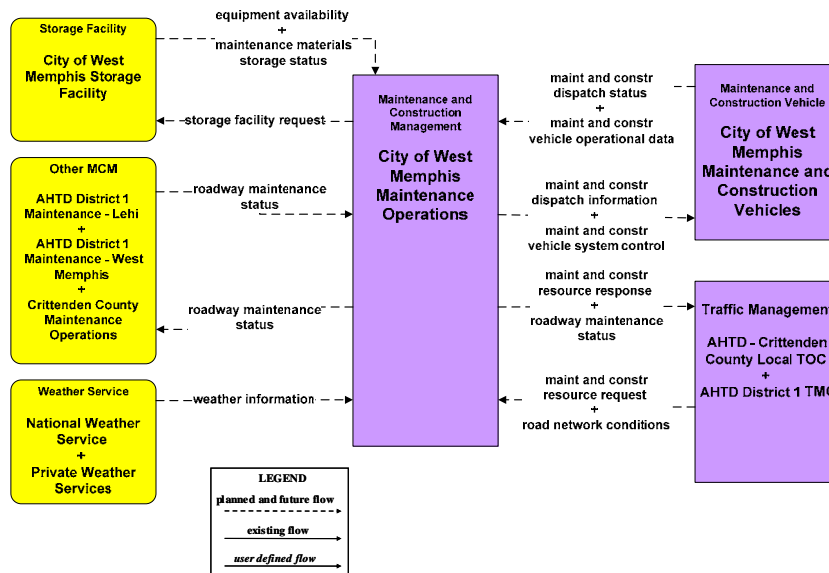 Storage Facility
City of West
Memphis Storage
Facility
equipment availability
+
maintenance materials
storage status
storage facility request
Other MCM
AHTD District 1
Maintenance - Lehi
+
AHTD District 1
Maintenance - West
Memphis
+
Crittenden County
Maintenance
Operations
roadway maintenance
status
roadway maintenance
status
Weather Service
National Weather
Service
+
Private Weather
Services
weather information
Maintenance and
Construction
Management
City of West
Memphis
Maintenance
Operations
maint and constr
dispatch status
+
maint and constr
vehicle operational data
maint and constr
dispatch information
+
maint and constr
vehicle system control
maint and constr
resource response
+
roadway maintenance
status
maint and constr
resource request
+
road network conditions
Maintenance and
Construction Vehicle
City of West
Memphis
Maintenance and
Construction
Vehicles
Traffic Management
AHTD - Crittenden
County Local TOC
+
AHTD District 1 TMC
LEGEND
planned and future flow
existing flow
user defined flow